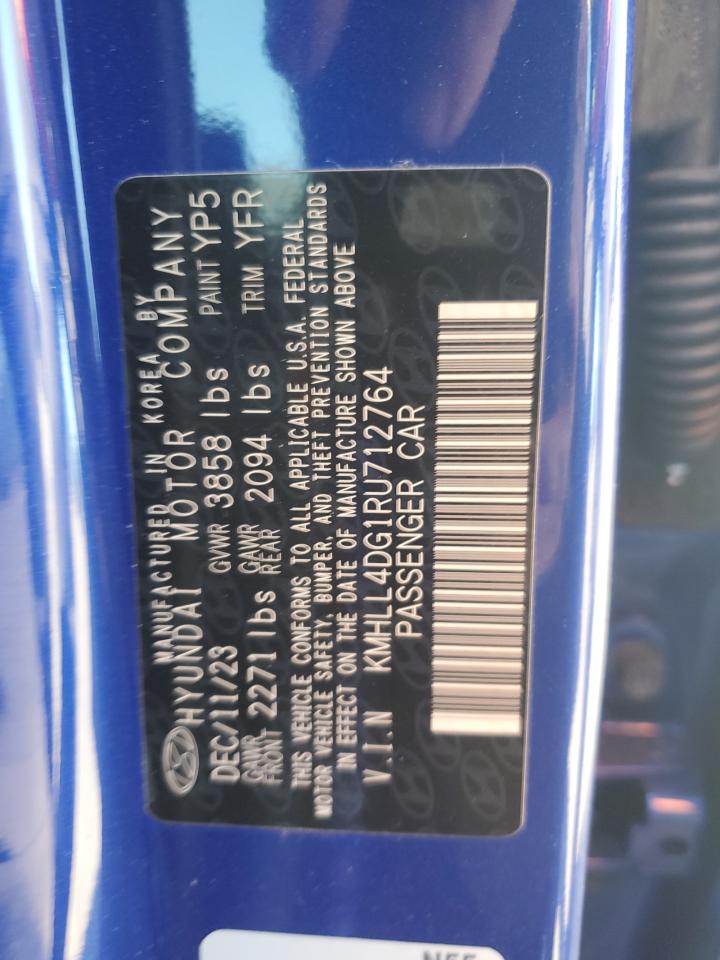 MANUFACTURED IN KOREA BY
HYUNDAI MOTOR COMPANY
DEC/11/23 GVWR 3858 lbs PAINT YP5
GAWR FRONT 2271 lbs GAWR REAR 2094 lbs TRIM YFR
THIS VEHICLE CONFORMS TO ALL APPLICABLE U.S.A. FEDERAL
MOTOR VEHICLE SAFETY, BUMPER, AND THEFT PREVENTION STANDARDS
IN EFFECT ON THE DATE OF MANUFACTURE SHOWN ABOVE
V.I.N KMHLL4DG1RU712764
PASSENGER CAR